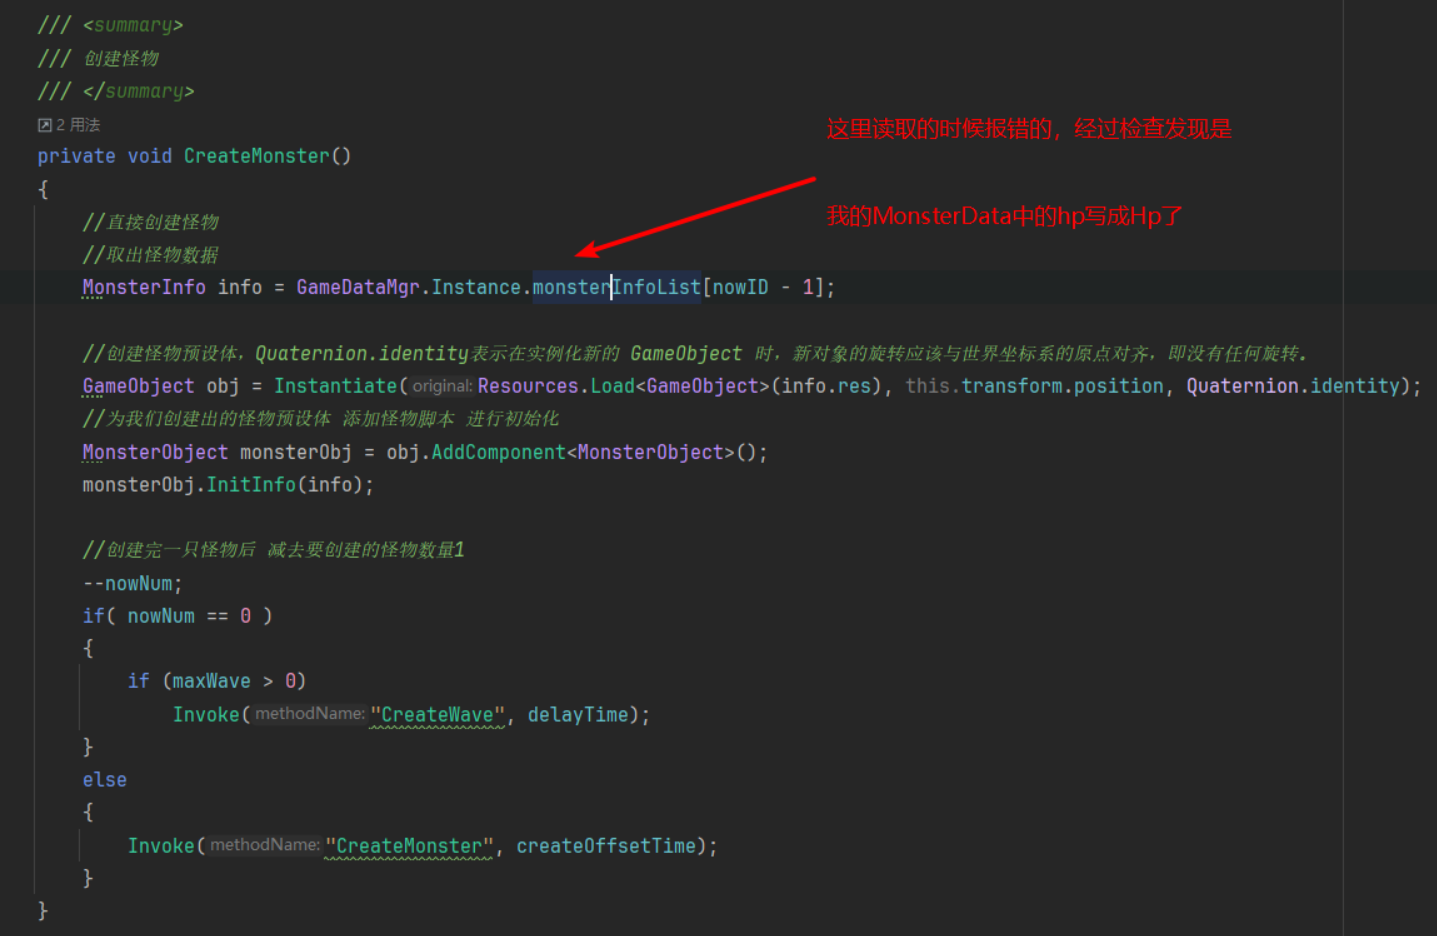 /// <summary>
/// 创建怪物
/// </summary>
2 用法
private void CreateMonster()
{
//直接创建怪物
//取出怪物数据
MonsterInfo info = GameDataMgr.Instance.monsterInfoList[nowID - 1];
//创建怪物预设体，Quaternion.identity表示在实例化新的 GameObject 时，新对象的旋转应该与世界坐标系的原点对齐，即没有任何旋转.
GameObject obj = Instantiate(original:Resources.Load<GameObject>(info.res), this.transform.position, Quaternion.identity);
//为我们创建出的怪物预设体 添加怪物脚本 进行初始化
MonsterObject monsterObj = obj.AddComponent<MonsterObject>();
monsterObj.InitInfo(info);
//创建完一只怪物后 减去要创建的怪物数量1
--nowNum;
if( nowNum == 0 )
{
if (maxWave > 0)
Invoke(methodName:"CreateWave", delayTime);
}
else
{
Invoke(methodName:"CreateMonster", createOffsetTime);
}
}
这里读取的时候报错的，经过检查发现是
我的MonsterData中的hp写成Hp了